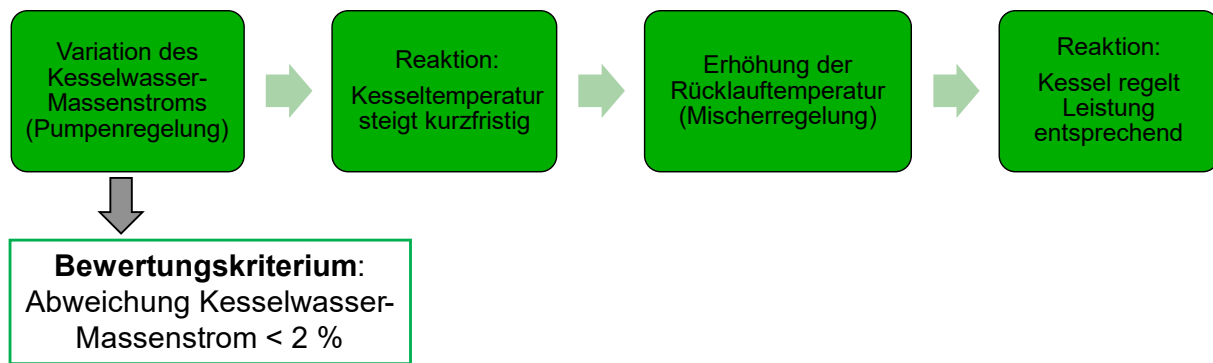 Variation des
Kesselwasser-
Massenstroms
(Pumpenregelung)
Reaktion:
Kesseltemperatur
steigt kurzfristig
Erhöhung der
Rücklauftemperatur
(Mischerregelung)
Reaktion:
Kessel regelt
Leistung
entsprechend
Bewertungskriterium:
Abweichung Kesselwasser-
Massenstrom < 2 %